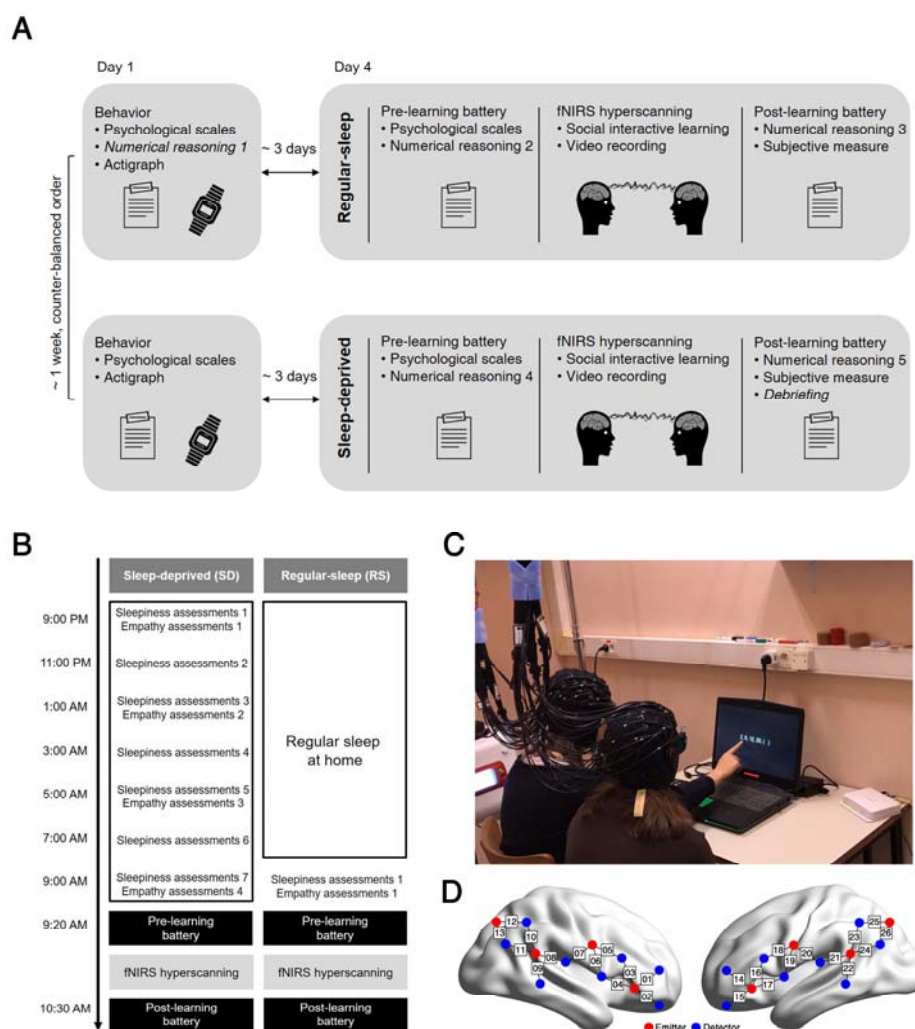 A
Day 1
Day 4
Behavior
• Psychological scales
• Numerical reasoning 1
• Actigraph
~ 3 days
Regular-sleep
Pre-learning battery
• Psychological scales
• Numerical reasoning 2
fNIRS hyperscanning
• Social interactive learning
• Video recording
Post-learning battery
• Numerical reasoning 3
• Subjective measure
~ 1 week, counter-balanced order
Behavior
• Psychological scales
• Actigraph
~ 3 days
Sleep-deprived
Pre-learning battery
• Psychological scales
• Numerical reasoning 4
fNIRS hyperscanning
• Social interactive learning
• Video recording
Post-learning battery
• Numerical reasoning 5
• Subjective measure
• Debriefing
B
Sleep-deprived (SD)
Regular-sleep (RS)
9:00 PM
Sleepiness assessments 1
Empathy assessments 1
11:00 PM
Sleepiness assessments 2
1:00 AM
Sleepiness assessments 3
Empathy assessments 2
3:00 AM
Sleepiness assessments 4
Regular sleep
at home
5:00 AM
Sleepiness assessments 5
Empathy assessments 3
7:00 AM
Sleepiness assessments 6
9:00 AM
Sleepiness assessments 7
Empathy assessments 4
Sleepiness assessments 1
Empathy assessments 1
9:20 AM
Pre-learning
battery
Pre-learning
battery
fNIRS hyperscanning
fNIRS hyperscanning
10:30 AM
Post-learning
battery
Post-learning
battery
C
D
12
13
10
11
09
08
07
05
06
03
04
01
02
25
23
26
24
22
21
20
18
19
16
17
14
15
Emitter
Detector